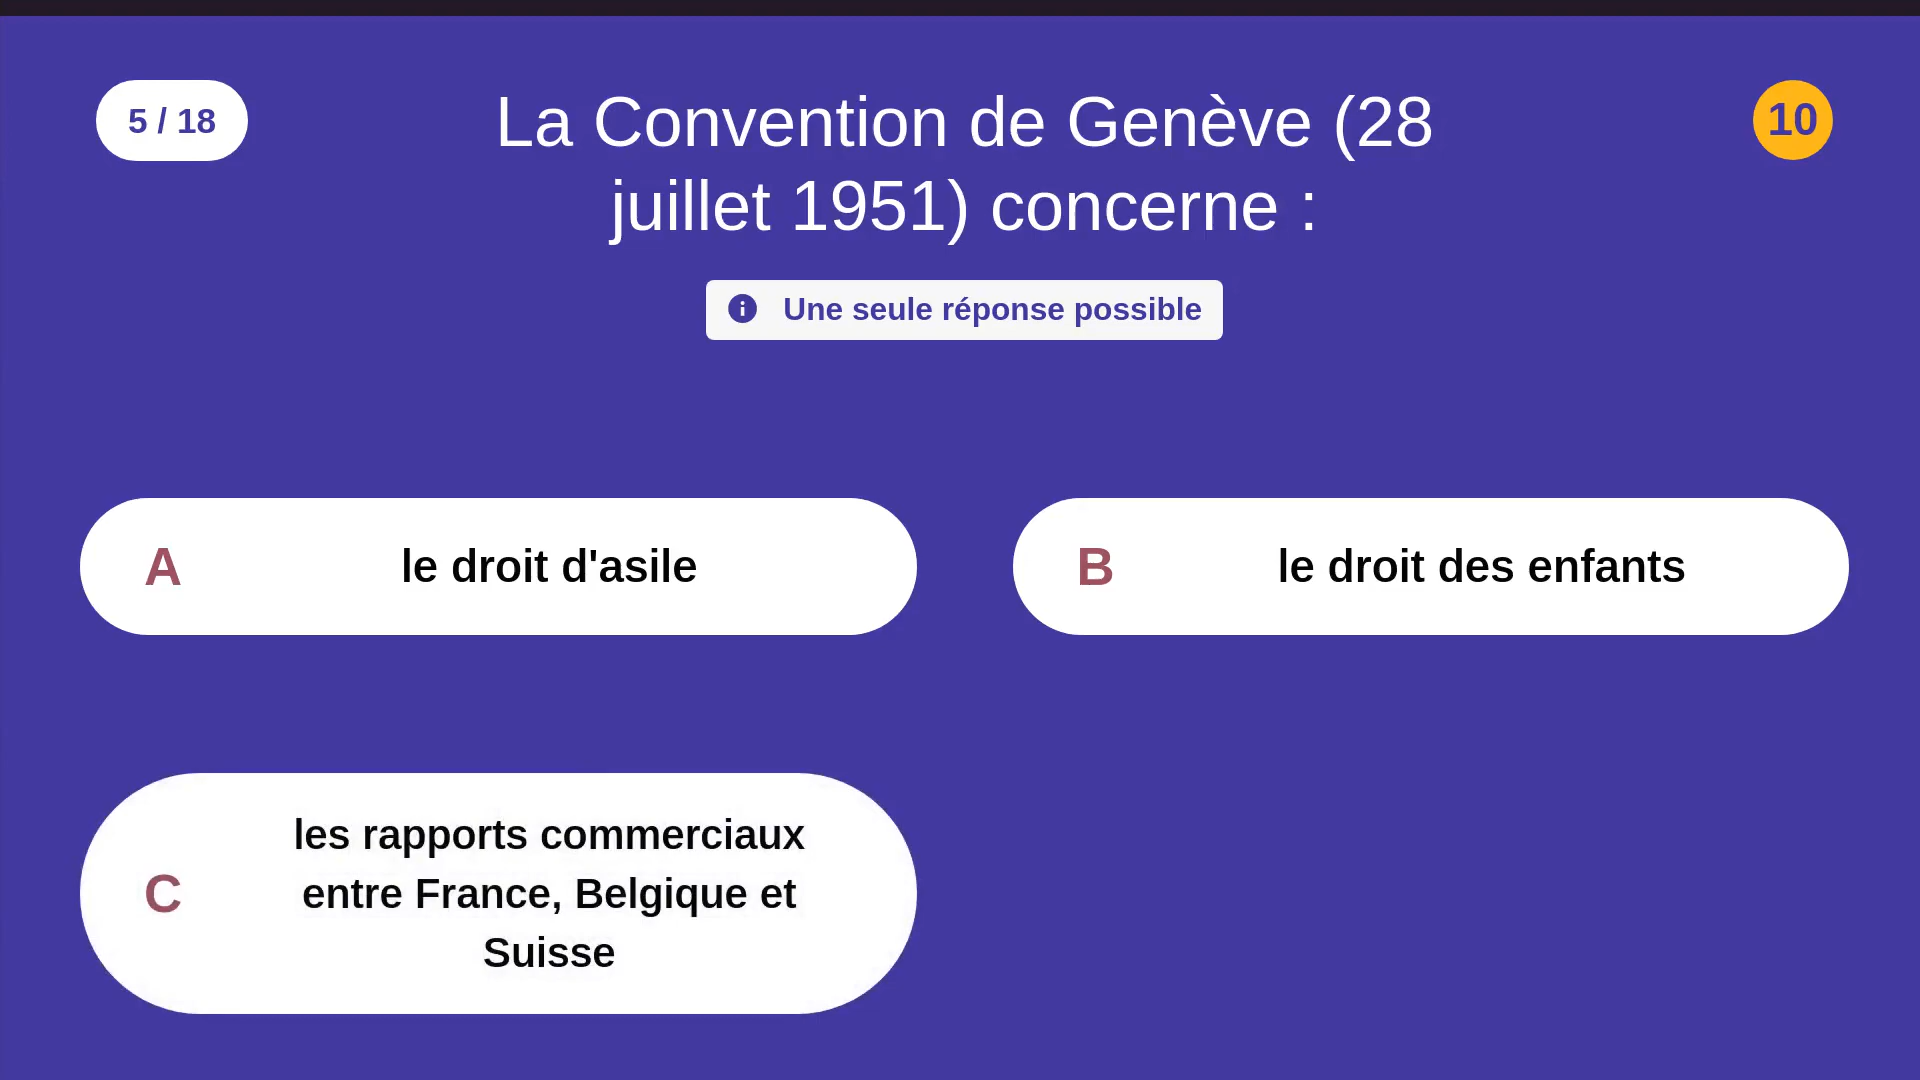 5 / 18
La Convention de Genève (28
juillet 1951) concerne :
10
Une seule réponse possible
A
le droit d'asile
B
le droit des enfants
C
les rapports commerciaux
entre France, Belgique et
Suisse